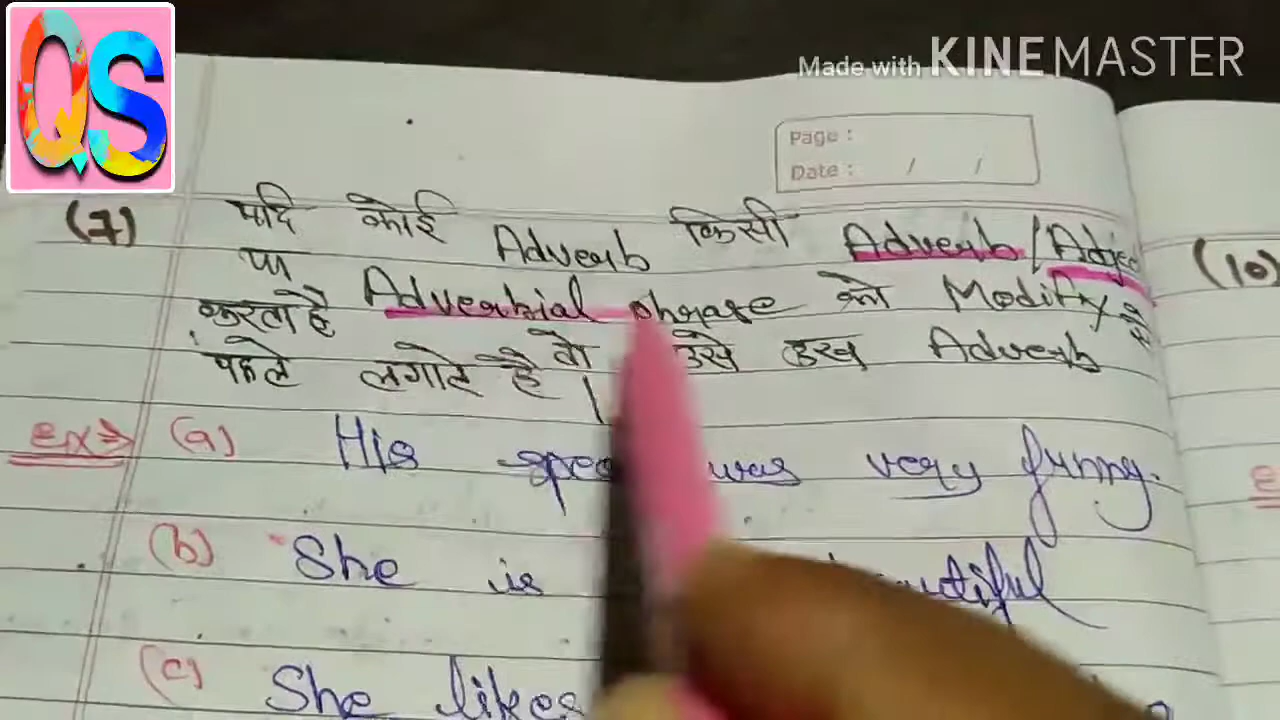 QS
Made with KINEMASTER
Page :
Date : / /
(7) यदि कोई Adverb किसी Adverb/Adjec
या Adverbial phrase को Modify
करता है तो उसे उस Adverb से
पहले लगाते है।
Ex⇒ (a) His was very funny.
(b) She is
(c) She likes
(10)